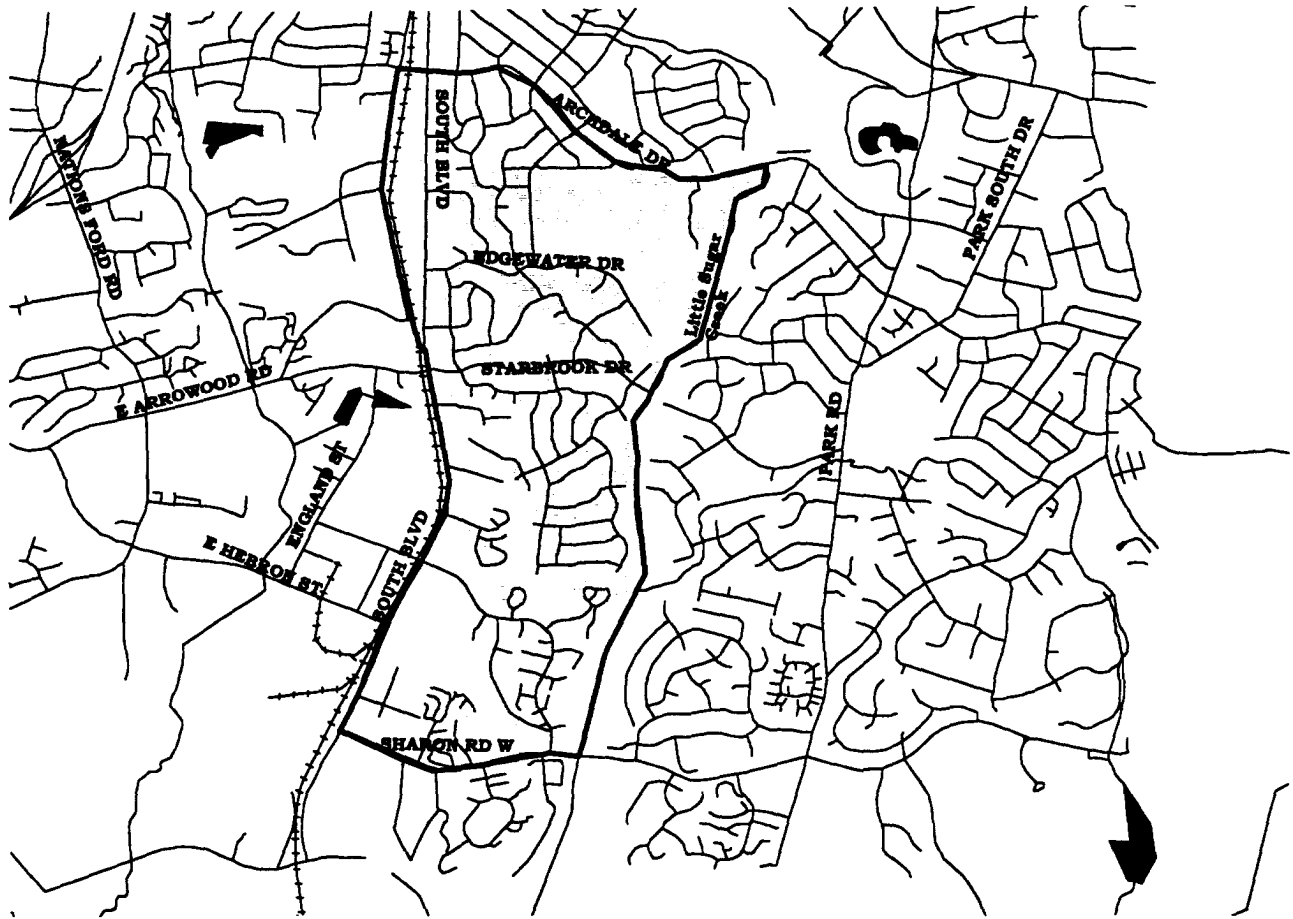 ARCHDALE DR
SOUTH BLVD
NATIONS FORD RD
PARK SOUTH DR
EDGEWATER DR
Little Sugar
Creek
STARBROOK DR
E ARROWOOD RD
PARK RD
ENGLAND ST
E HEBRON ST
SOUTH BLVD
SHARON RD W